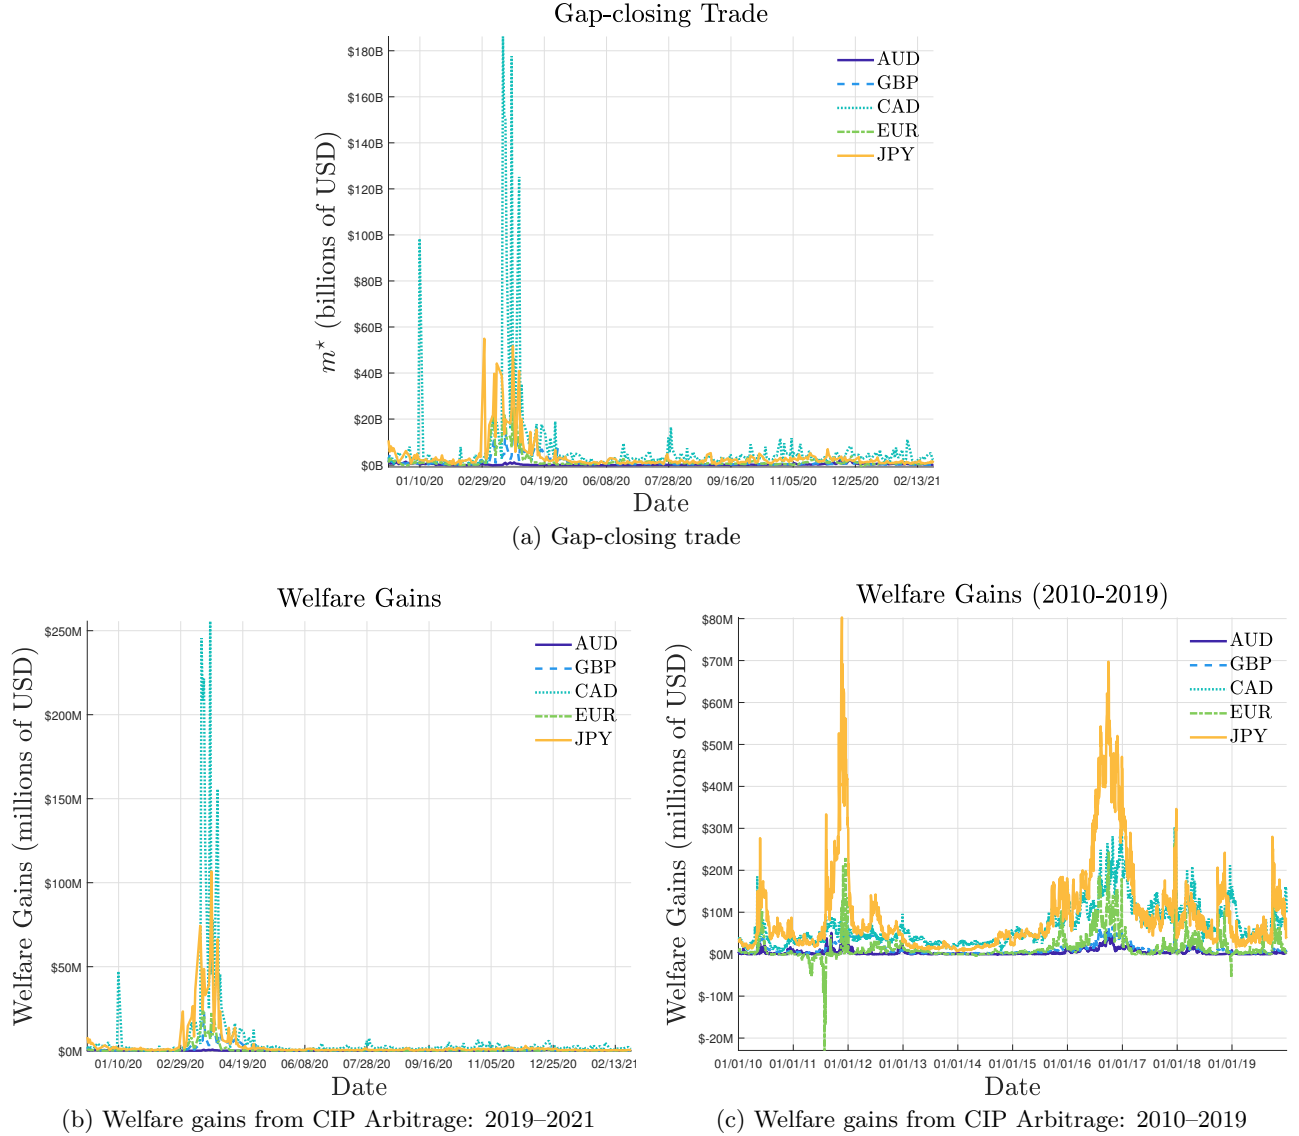 Gap-closing Trade
$180B
$160B
$140B
$120B
$100B
$80B
$60B
$40B
$20B
$0B
m⋆ (billions of USD)
AUD
GBP
CAD
EUR
JPY
01/10/20 02/29/20 04/19/20 06/08/20 07/28/20 09/16/20 11/05/20 12/25/20 02/13/21
Date
(a) Gap-closing trade
Welfare Gains
$250M
$200M
$150M
$100M
$50M
$0M
Welfare Gains (millions of USD)
AUD
GBP
CAD
EUR
JPY
01/10/20 02/29/20 04/19/20 06/08/20 07/28/20 09/16/20 11/05/20 12/25/20 02/13/21
Date
(b) Welfare gains from CIP Arbitrage: 2019–2021
Welfare Gains (2010-2019)
$80M
$70M
$60M
$50M
$40M
$30M
$20M
$10M
$0M
$-10M
$-20M
Welfare Gains (millions of USD)
AUD
GBP
CAD
EUR
JPY
01/01/10 01/01/11 01/01/12 01/01/13 01/01/14 01/01/15 01/01/16 01/01/17 01/01/18 01/01/19
Date
(c) Welfare gains from CIP Arbitrage: 2010–2019